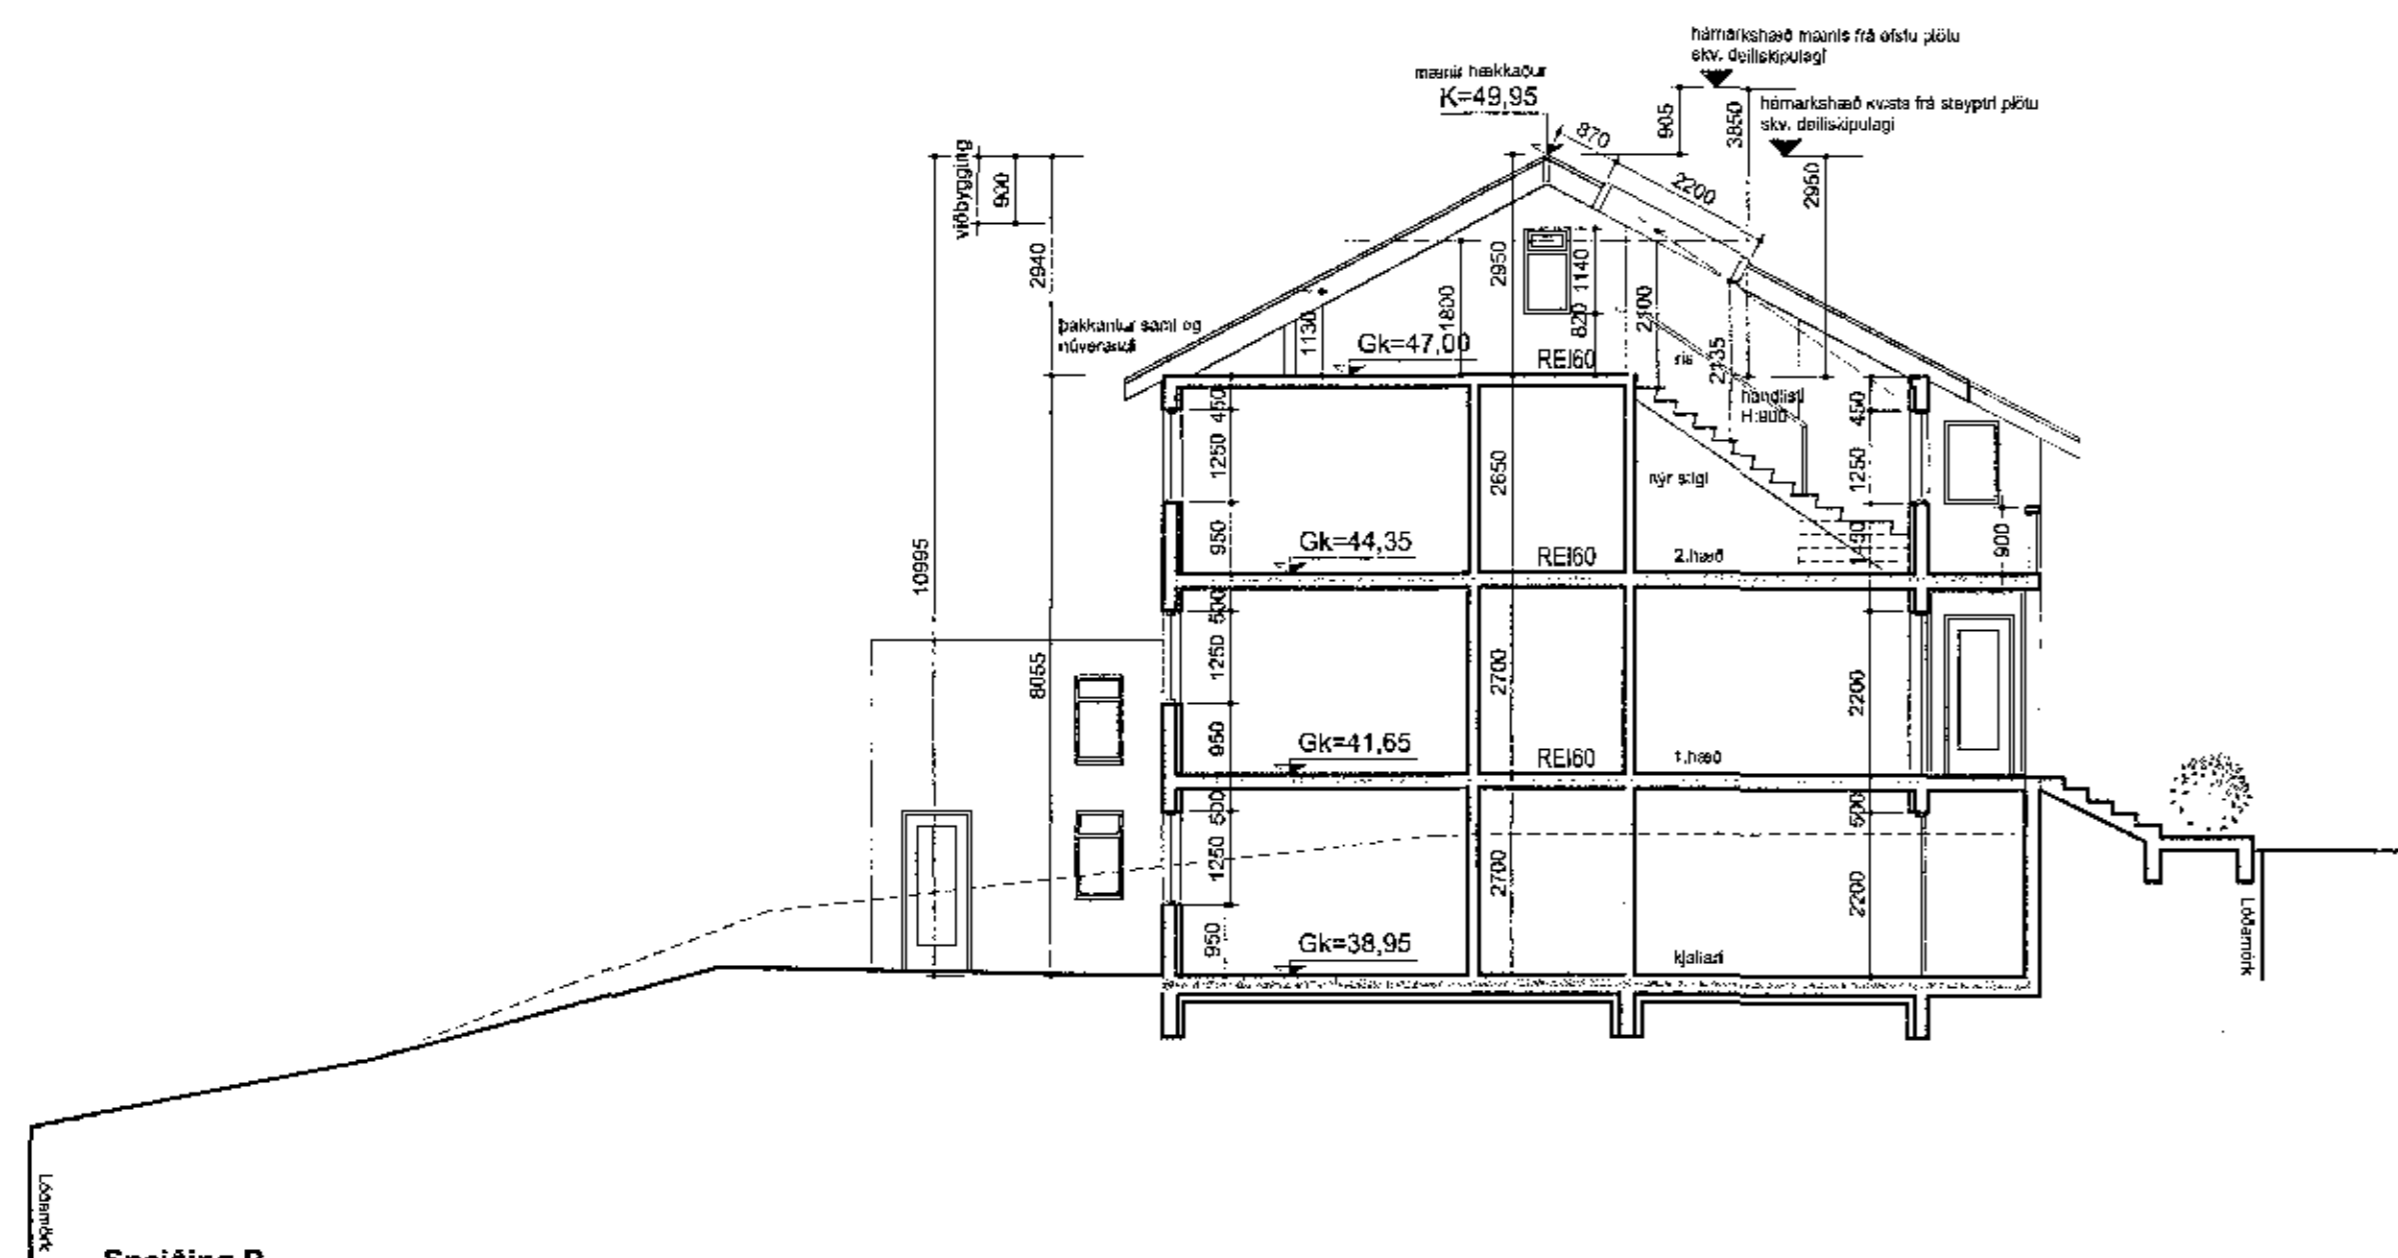 hámarkshæð mænis frá efstu plötu
skv. deiliskipulagi
mænir hækkaður
K=49,95
hámarkshæð kvists frá steyptri plötu
skv. deiliskipulagi
870
905
3850
2200
2950
viðbygging
900
2940
2950
1140
820
1800
1130
2100
2135
þakkantur sami og
núverandi
Gk=47,00
REI60
ris
handlisti
H:900
450
1250
950
2650
nýr stigi
450
1250
1450
900
10995
Gk=44,35
REI60
2.hæð
500
1250
950
8055
2700
2200
Gk=41,65
REI60
1.hæð
500
1250
950
2700
500
2200
Gk=38,95
kjallari
Lóðamörk
Lóðamörk